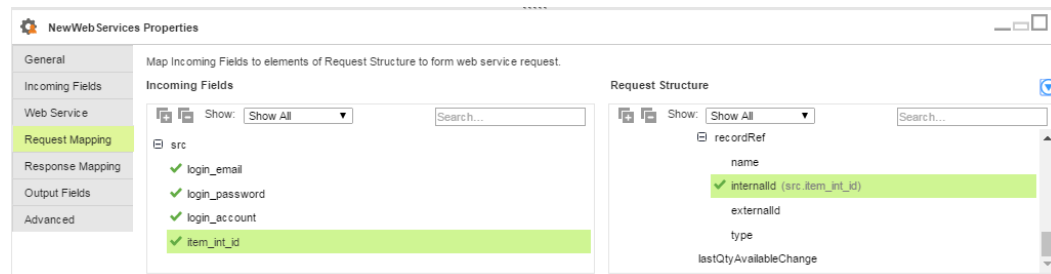 NewWebServices Properties
General
Incoming Fields
Web Service
Request Mapping
Response Mapping
Output Fields
Advanced
Map Incoming Fields to elements of Request Structure to form web service request.
Incoming Fields
Show: Show All Search...
src
login_email
login_password
login_account
item_int_id
Request Structure
Show: Show All Search...
recordRef
name
internalId (src.item_int_id)
externalId
type
lastQtyAvailableChange